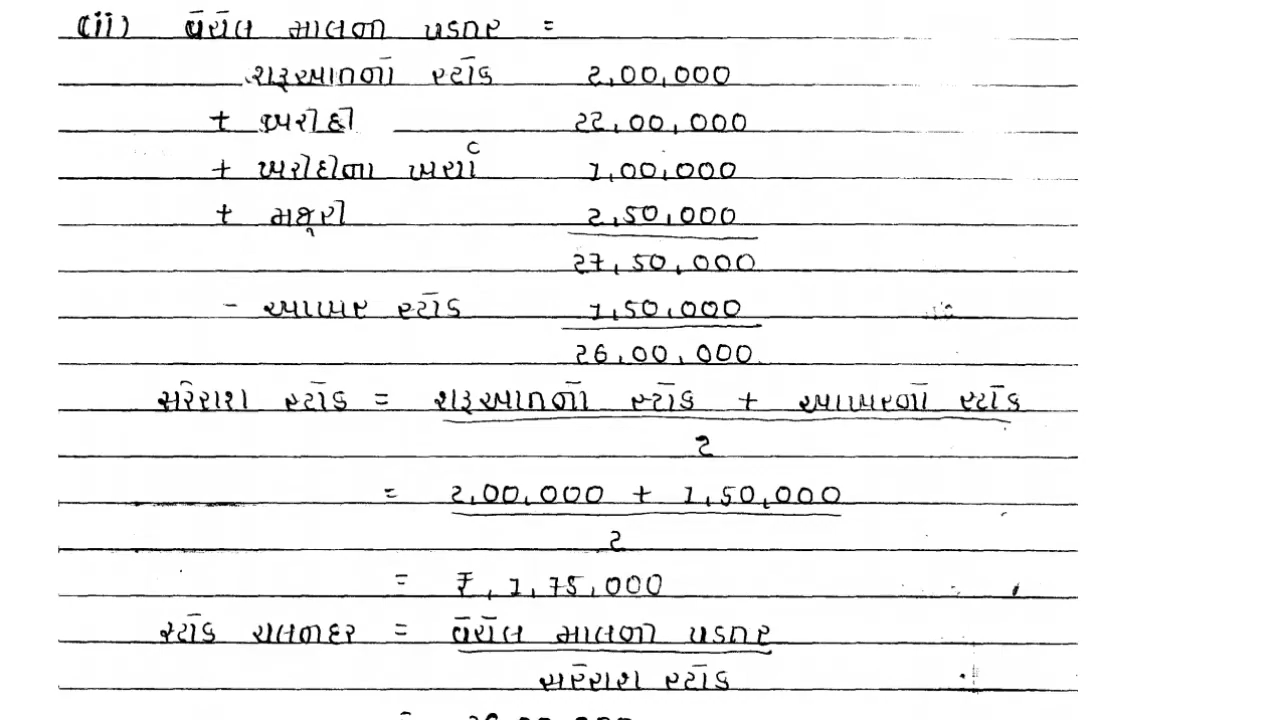 (ii) વેચેલ માલની પડતર =
શરૂઆતનો સ્ટોક 2,00,000
+ ખરીદી 22,00,000
+ ખરીદીના ખર્ચા 1,00,000
+ મજુરી 2,50,000
27,50,000
- આખર સ્ટોક 1,50,000
26,00,000
સરેરાશ સ્ટોક = શરૂઆતનો સ્ટોક + આખરનો સ્ટોક
2
= 2,00,000 + 1,50,000
2
= ₹, 1,75,000
સ્ટોક ચલનદર = વેચેલ માલની પડતર
સરેરાશ સ્ટોક